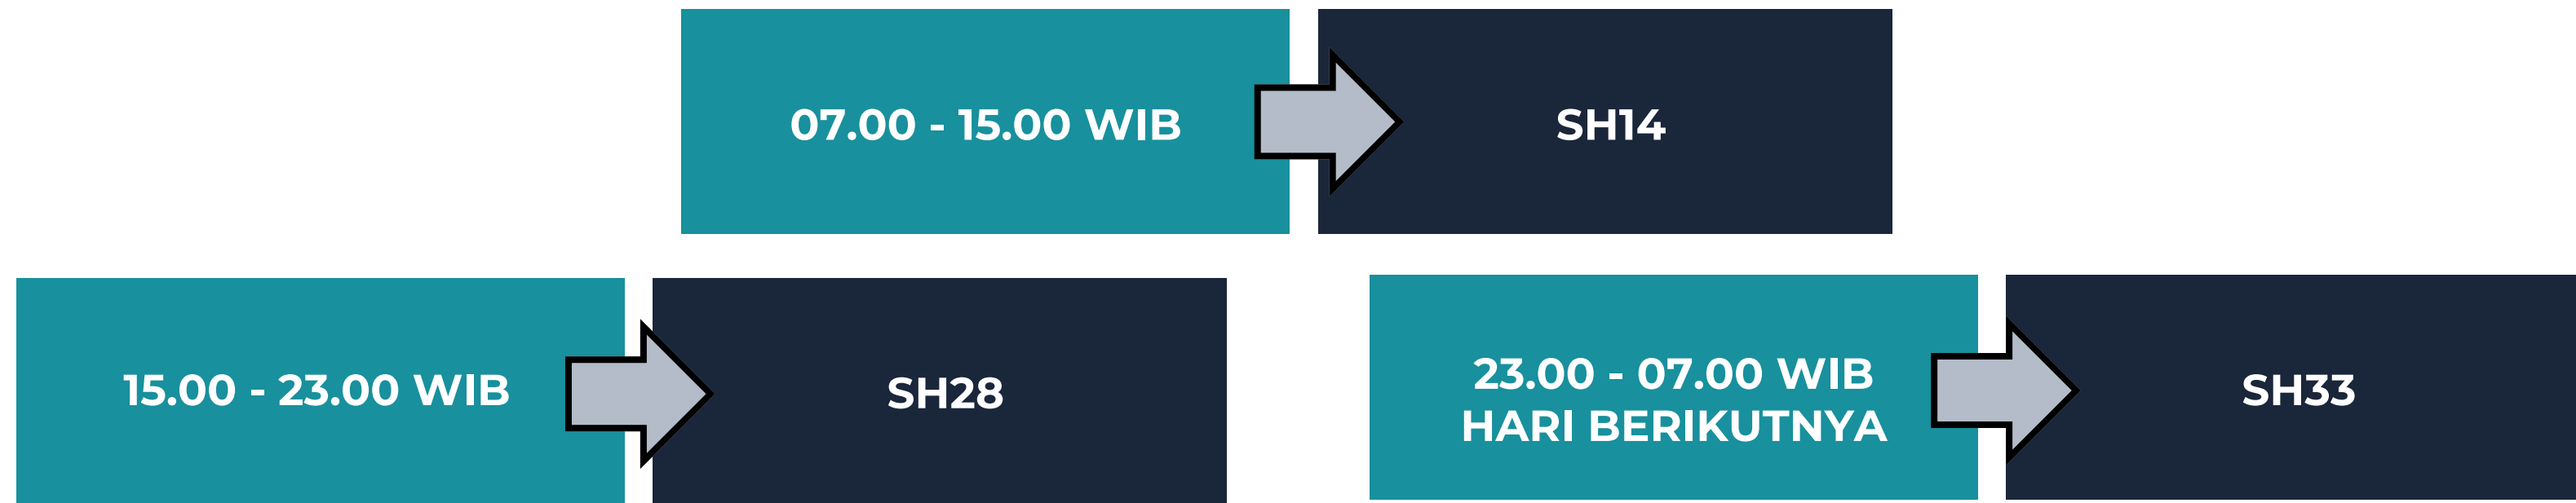 07.00 - 15.00 WIB
SH14
15.00 - 23.00 WIB
SH28
23.00 - 07.00 WIB
HARI BERIKUTNYA
SH33